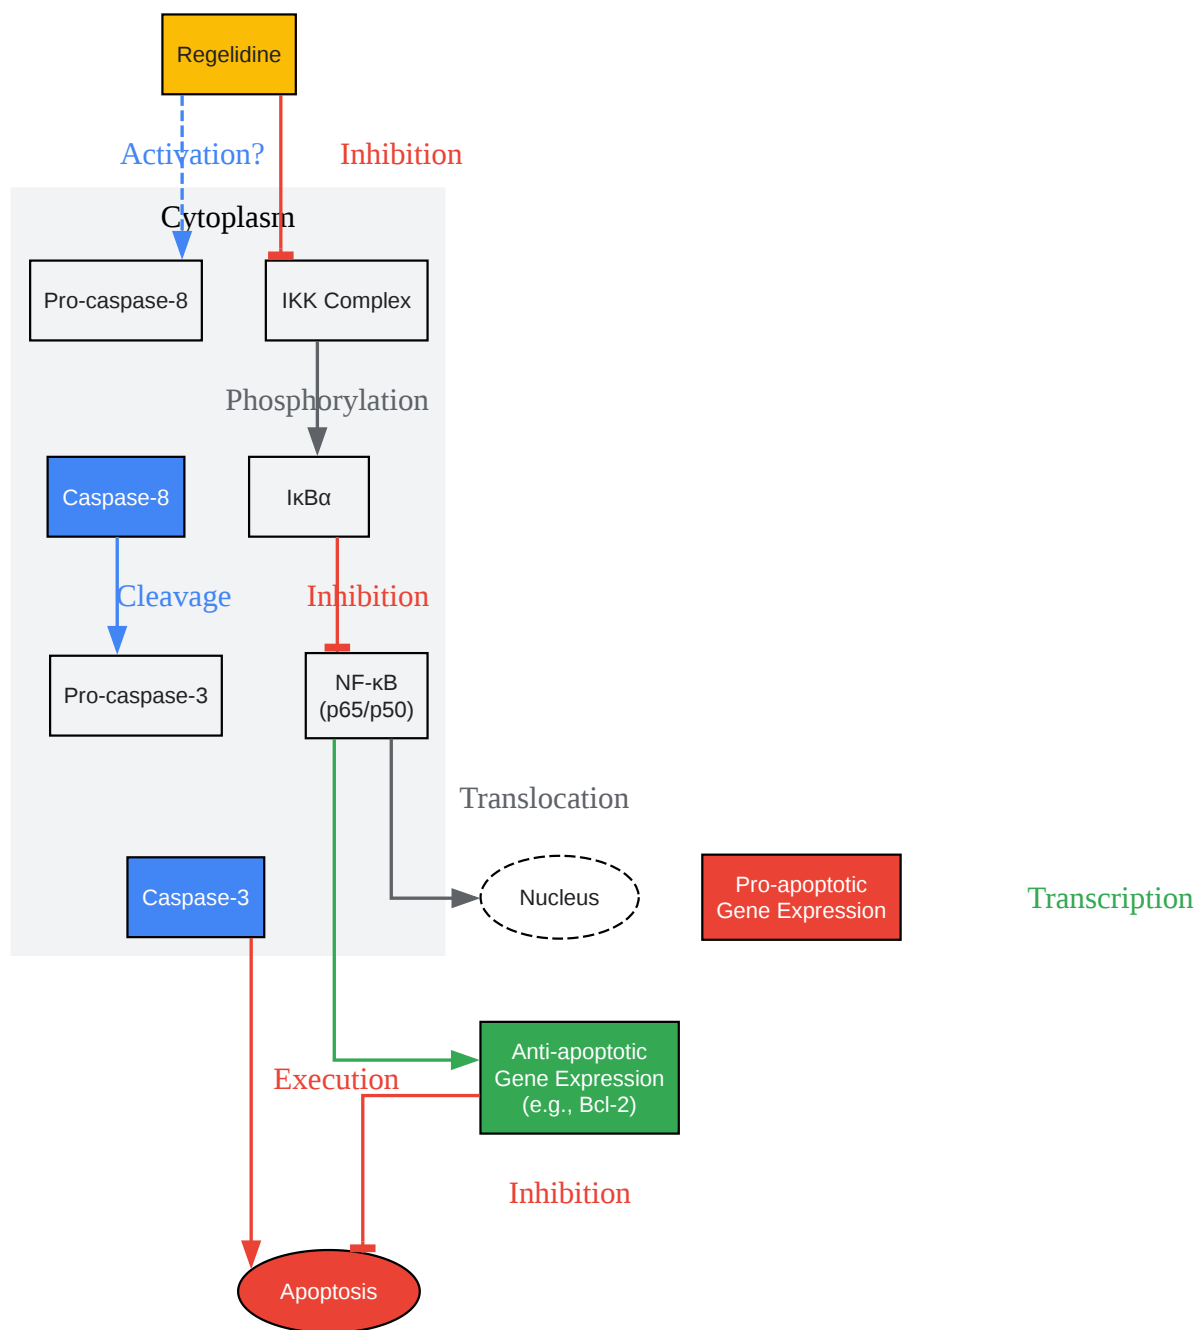 Regelidine
Activation?
Inhibition
Cytoplasm
Pro-caspase-8
IKK Complex
Phosphorylation
Caspase-8
IκBα
Cleavage
Inhibition
Pro-caspase-3
NF-κB
(p65/p50)
Translocation
Caspase-3
Nucleus
Pro-apoptotic
Gene Expression
Transcription
Anti-apoptotic
Gene Expression
(e.g., Bcl-2)
Execution
Inhibition
Apoptosis